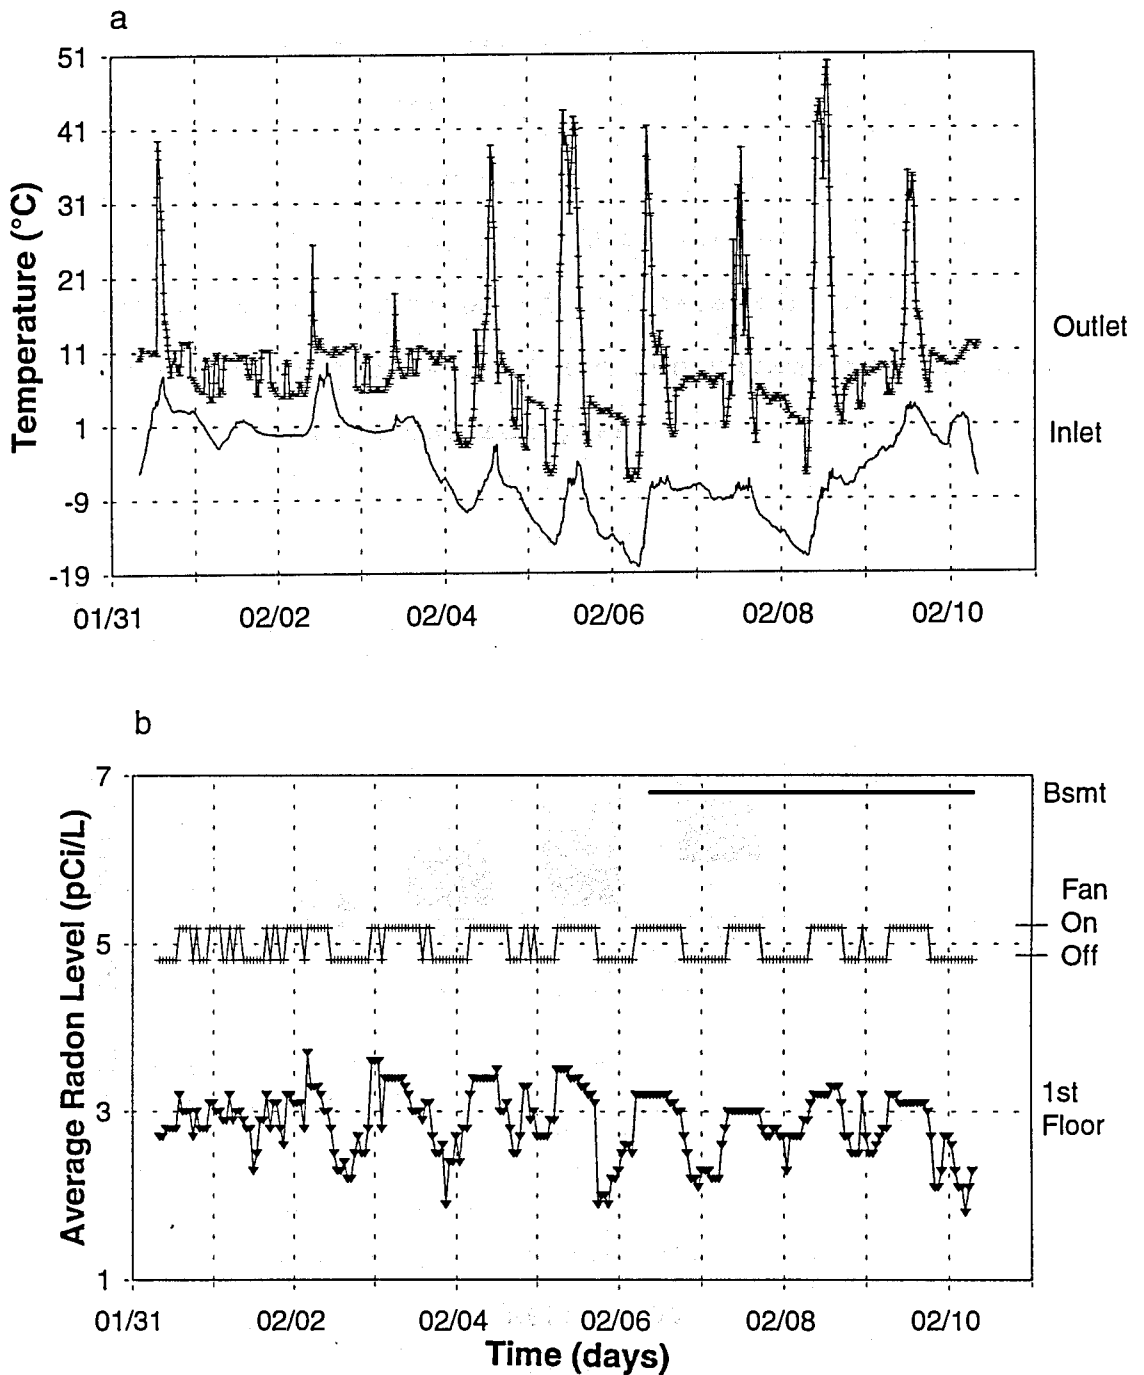 a
51
41
31
21
11
1
-9
-19
Temperature (°C)
Outlet
Inlet
01/31 02/02 02/04 02/06 02/08 02/10
b
7
5
3
1
Average Radon Level (pCi/L)
Bsmt
Fan
On
Off
1st
Floor
01/31 02/02 02/04 02/06 02/08 02/10
Time (days)